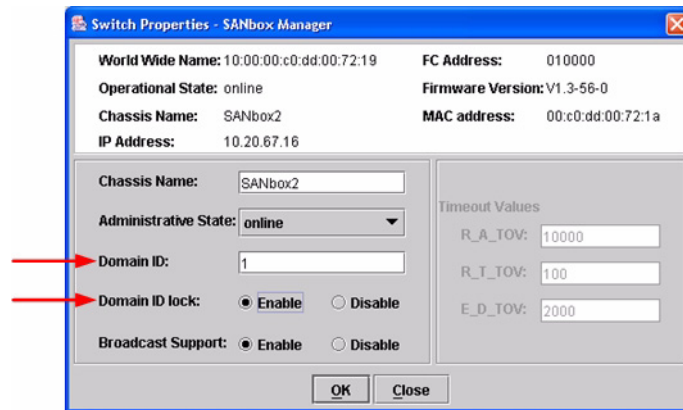 Switch Properties - SANbox Manager
World Wide Name: 10:00:00:c0:dd:00:72:19 FC Address: 010000
Operational State: online Firmware Version: V1.3-56-0
Chassis Name: SANbox2 MAC address: 00:c0:dd:00:72:1a
IP Address: 10.20.67.16
Chassis Name: SANbox2
Administrative State: online
Domain ID: 1
Domain ID lock: Enable Disable
Broadcast Support: Enable Disable
Timeout Values
R_A_TOV: 10000
R_T_TOV: 100
E_D_TOV: 2000
OK Close